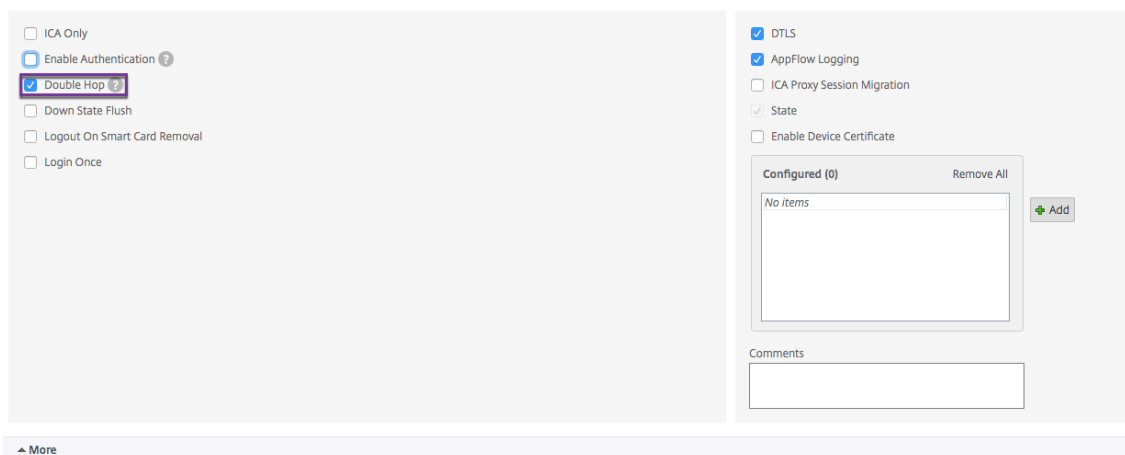 ICA Only
Enable Authentication ?
Double Hop ?
Down State Flush
Logout On Smart Card Removal
Login Once
DTLS
AppFlow Logging
ICA Proxy Session Migration
State
Enable Device Certificate
Configured (0) Remove All
No items
Add
Comments
More